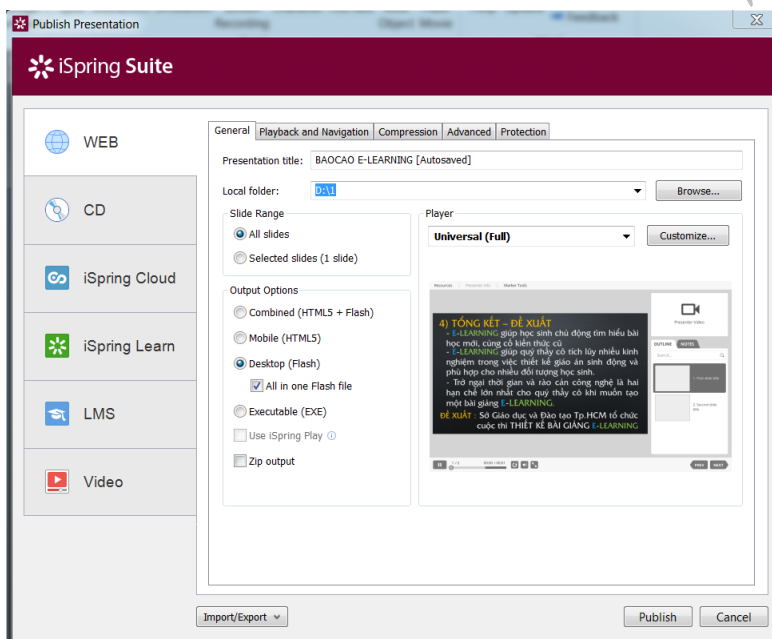 Publish Presentation
Feedback
iSpring Suite
WEB
CD
iSpring Cloud
iSpring Learn
LMS
Video
General Playback and Navigation Compression Advanced Protection
Presentation title: BAOCAO E-LEARNING [Autosaved]
Local folder: D:\1 Browse...
Slide Range
All slides
Selected slides (1 slide)
Output Options
Combined (HTML5 + Flash)
Mobile (HTML5)
Desktop (Flash)
All in one Flash file
Executable (EXE)
Use iSpring Play
Zip output
Player
Universal (Full) Customize...
Resources Presenter Info Marker Tools
4) TỔNG KẾT – ĐỀ XUẤT
- E-LEARNING giúp học sinh chủ động tìm hiểu bài
học mới, củng cố kiến thức cũ
- E-LEARNING giúp quý thầy cô tích lũy nhiều kinh
nghiệm trong việc thiết kế giáo án sinh động và
phù hợp cho nhiều đối tượng học sinh.
- Trở ngại thời gian và rào cản công nghệ là hai
hạn chế lớn nhất cho quý thầy cô khi muốn tạo
một bài giảng E-LEARNING.
ĐỀ XUẤT : Sở Giáo dục và Đào tạo Tp.HCM tổ chức
cuộc thi THIẾT KẾ BÀI GIẢNG E-LEARNING
Presenter Video
OUTLINE NOTES
Search...
PREV NEXT
Import/Export
Publish Cancel